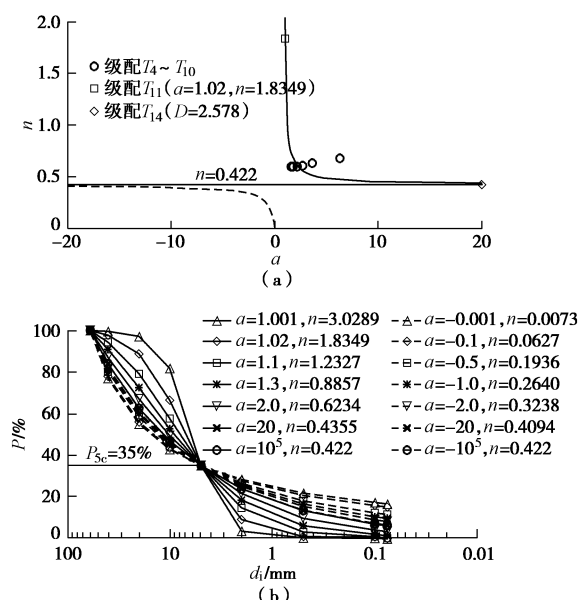 2.0
1.5
1.0
0.5
0
n
级配T4~T10
级配T11(a=1.02,n=1.8349)
级配T14(D=2.578)
n=0.422
-20 -10 0 10 20
a
(a)
100
80
60
40
20
0
P/%
P5c=35%
a=1.001,n=3.0289 a=-0.001,n=0.0073
a=1.02,n=1.8349 a=-0.1,n=0.0627
a=1.1,n=1.2327 a=-0.5,n=0.1936
a=1.3,n=0.8857 a=-1.0,n=0.2640
a=2.0,n=0.6234 a=-2.0,n=0.3238
a=20,n=0.4355 a=-20,n=0.4094
a=10⁵,n=0.422 a=-10⁵,n=0.422
100 10 1 0.1 0.01
di/mm
(b)